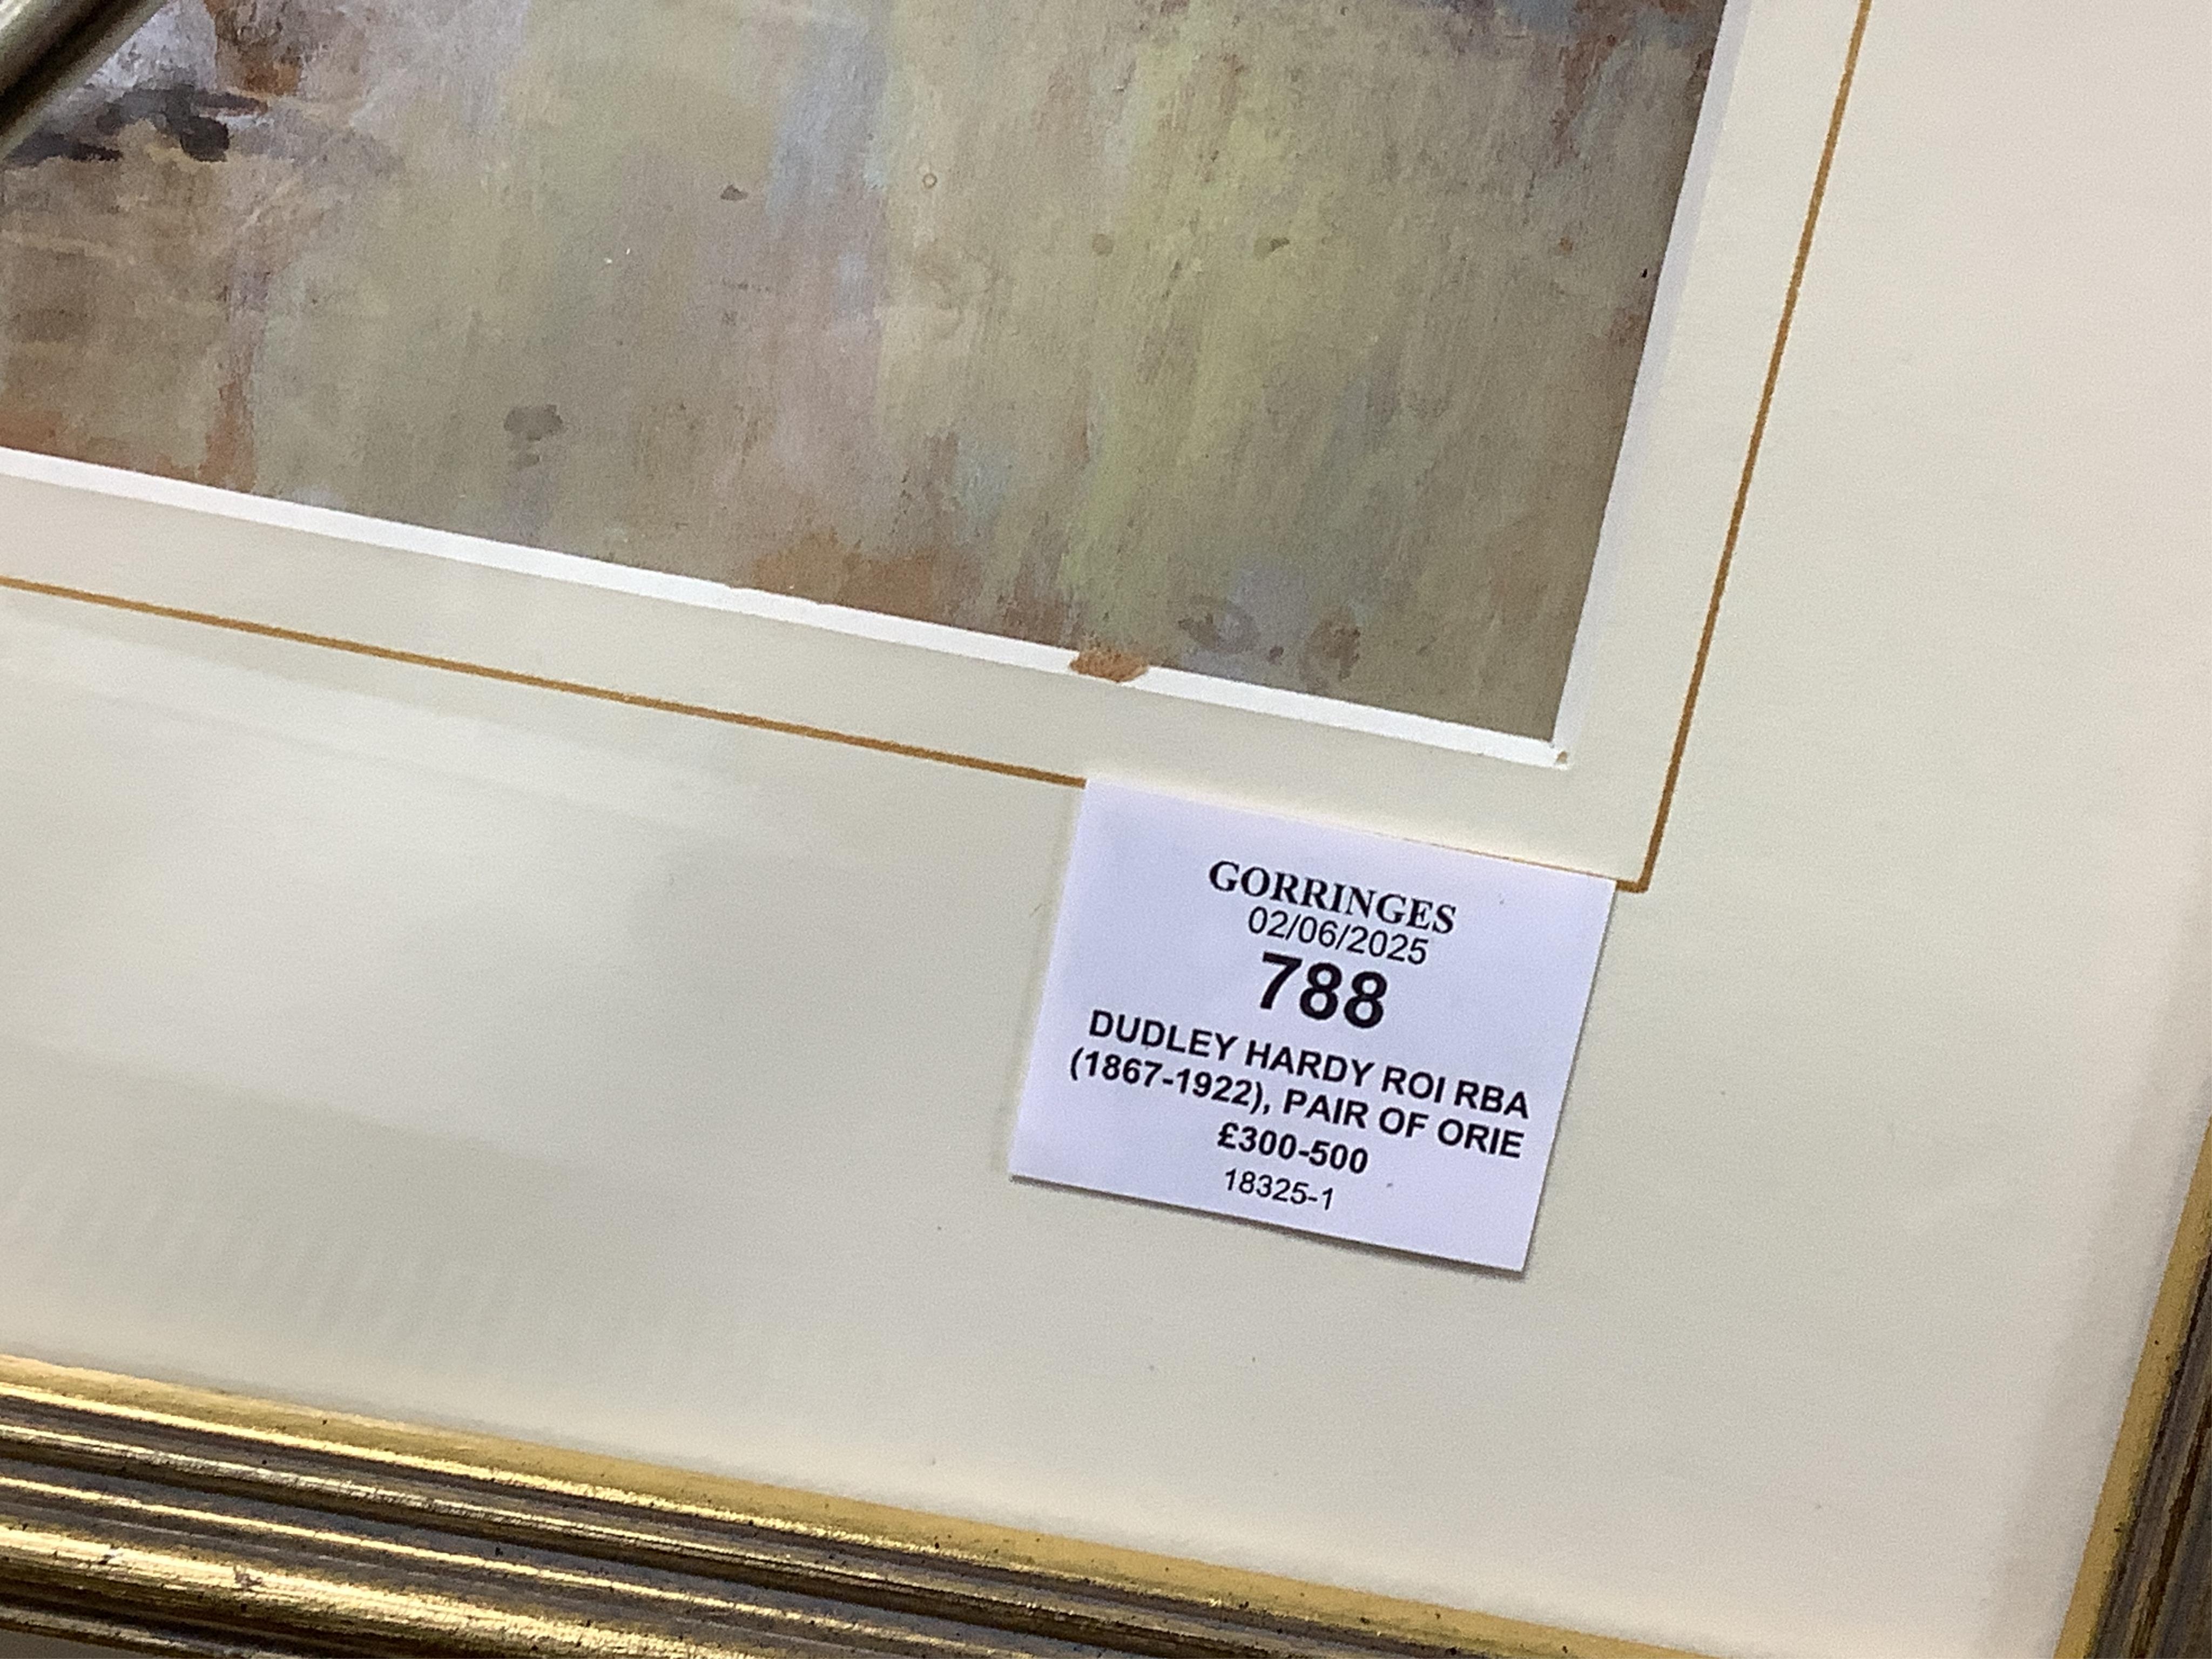 GORRINGES
02/06/2025
788
DUDLEY HARDY ROI RBA
(1867-1922), PAIR OF ORIE
£300-500
18325-1